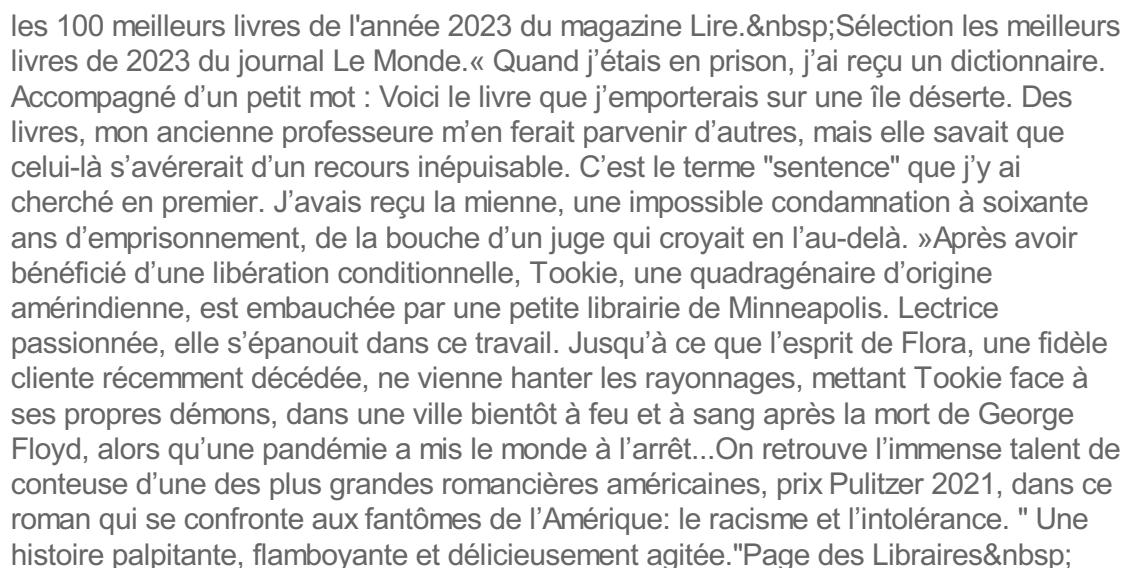 les 100 meilleurs livres de l'année 2023 du magazine Lire.&nbsp;Sélection les meilleurs
livres de 2023 du journal Le Monde.« Quand j’étais en prison, j’ai reçu un dictionnaire.
Accompagné d’un petit mot : Voici le livre que j’emporterais sur une île déserte. Des
livres, mon ancienne professeure m’en ferait parvenir d’autres, mais elle savait que
celui-là s’avérerait d’un recours inépuisable. C’est le terme "sentence" que j’y ai
cherché en premier. J’avais reçu la mienne, une impossible condamnation à soixante
ans d’emprisonnement, de la bouche d’un juge qui croyait en l’au-delà. »Après avoir
bénéficié d’une libération conditionnelle, Tookie, une quadragénaire d’origine
amérindienne, est embauchée par une petite librairie de Minneapolis. Lectrice
passionnée, elle s’épanouit dans ce travail. Jusqu’à ce que l’esprit de Flora, une fidèle
cliente récemment décédée, ne vienne hanter les rayonnages, mettant Tookie face à
ses propres démons, dans une ville bientôt à feu et à sang après la mort de George
Floyd, alors qu’une pandémie a mis le monde à l’arrêt...On retrouve l’immense talent de
conteuse d’une des plus grandes romancières américaines, prix Pulitzer 2021, dans ce
roman qui se confronte aux fantômes de l’Amérique: le racisme et l’intolérance. " Une
histoire palpitante, flamboyante et délicieusement agitée."Page des Libraires&nbsp;